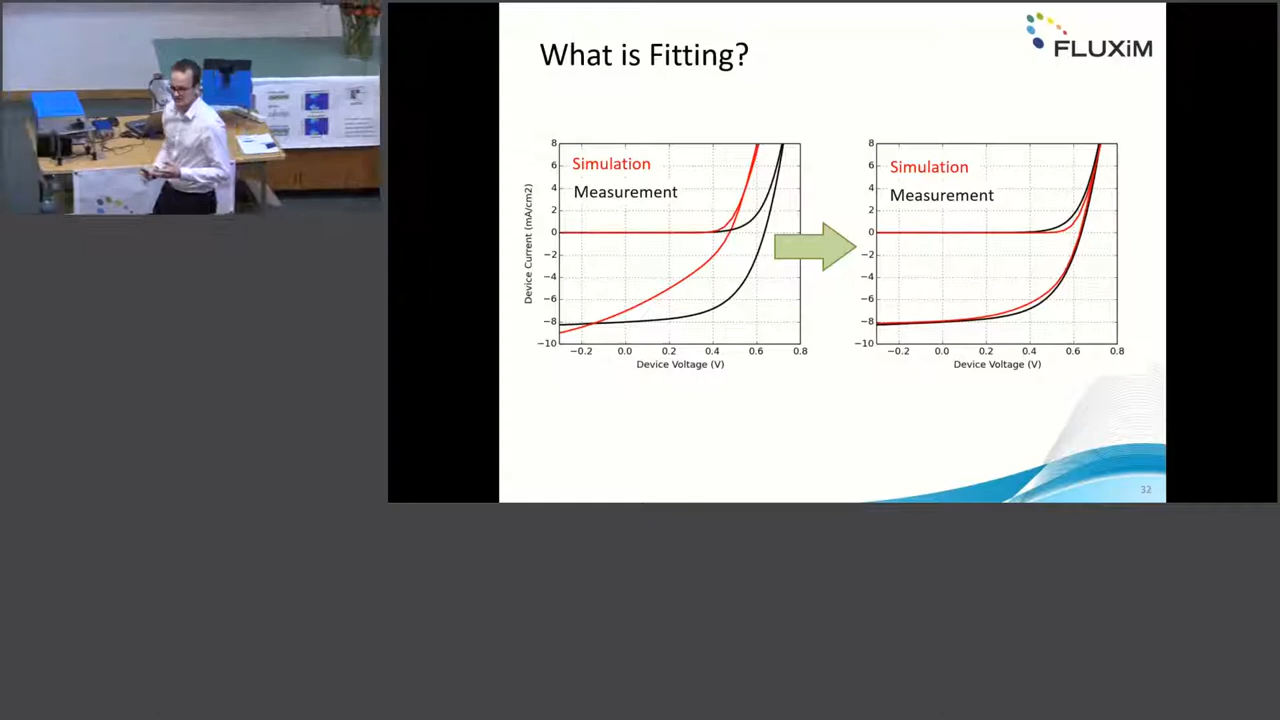 What is Fitting?
FLUXiM
Simulation
Measurement
8
6
4
2
0
−2
−4
−6
−8
−10
Device Current (mA/cm2)
−0.2 0.0 0.2 0.4 0.6 0.8
Device Voltage (V)
Simulation
Measurement
8
6
4
2
0
−2
−4
−6
−8
−10
−0.2 0.0 0.2 0.4 0.6 0.8
Device Voltage (V)
32